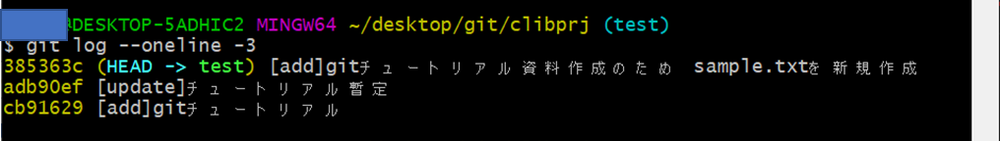 @DESKTOP-5ADHIC2 MINGW64 ~/desktop/git/clibprj (test)
$ git log --oneline -3
385363c (HEAD -> test) [add]gitチュートリアル資料作成のため sample.txtを新規作成
adb90ef [update]チュートリアル暫定
cb91629 [add]gitチュートリアル